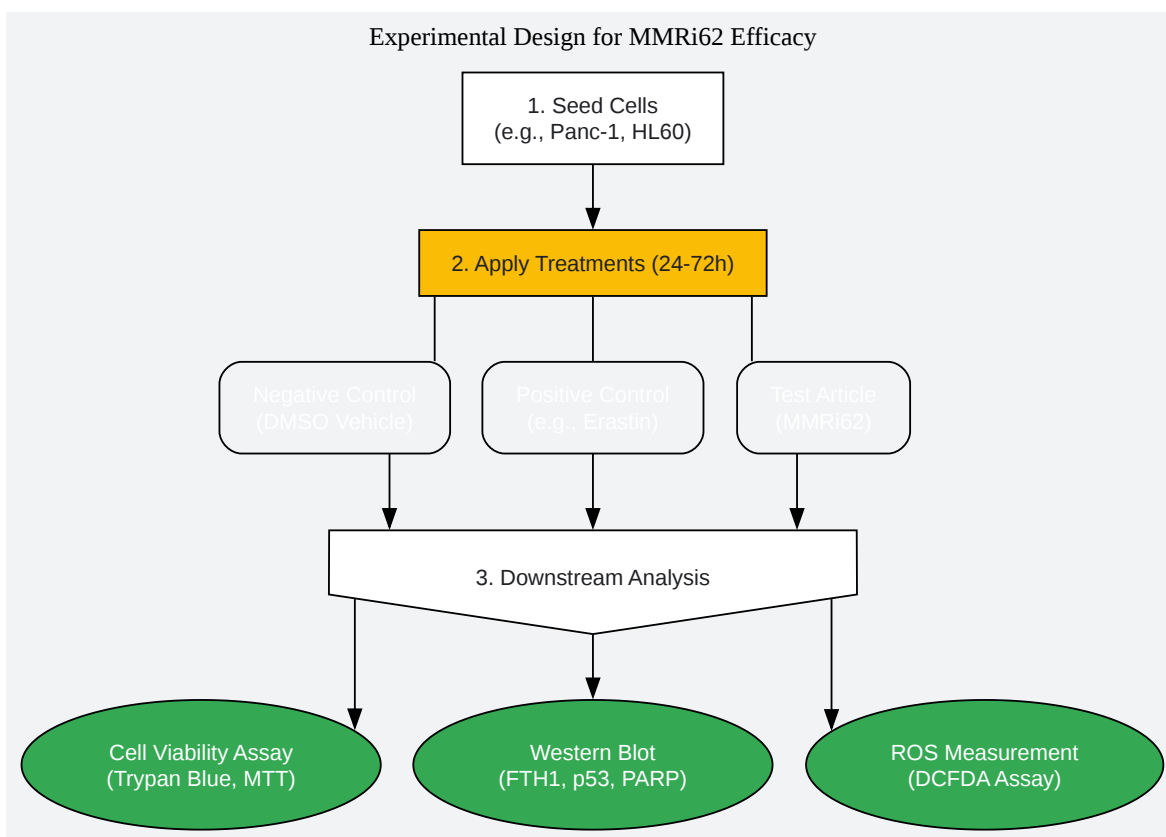 Experimental Design for MMRi62 Efficacy
1. Seed Cells
(e.g., Panc-1, HL60)
2. Apply Treatments (24-72h)
Negative Control
(DMSO Vehicle)
Positive Control
(e.g., Erastin)
Test Article
(MMRi62)
3. Downstream Analysis
Cell Viability Assay
(Trypan Blue, MTT)
Western Blot
(FTH1, p53, PARP)
ROS Measurement
(DCFDA Assay)